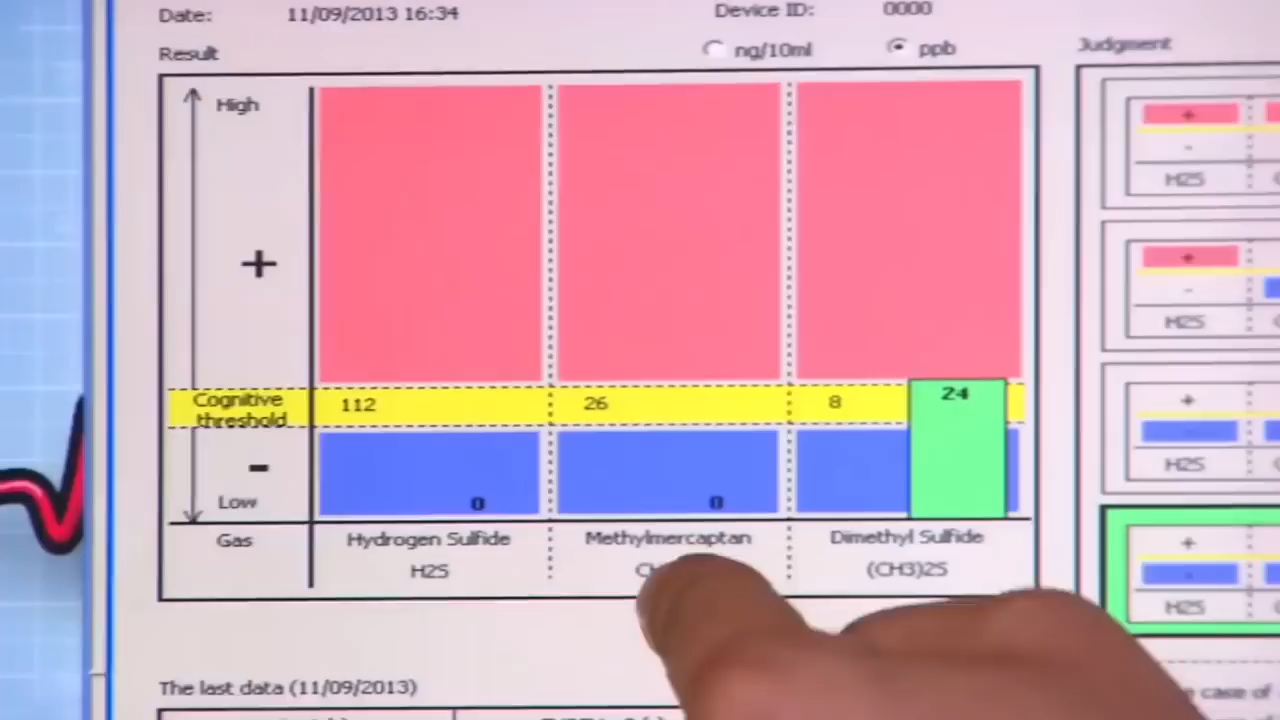 Date: 11/09/2013 16:34 Device ID: 0000
Result ng/10ml ppb Judgment
High
+
Cognitive threshold 112 26 8 24
-
Low 0 0
Gas Hydrogen Sulfide Methylmercaptan Dimethyl Sulfide
H2S (CH3)2S
+
-
H2S
+
-
H2S
+
H2S
+
-
H2S
The last data (11/09/2013)
case of